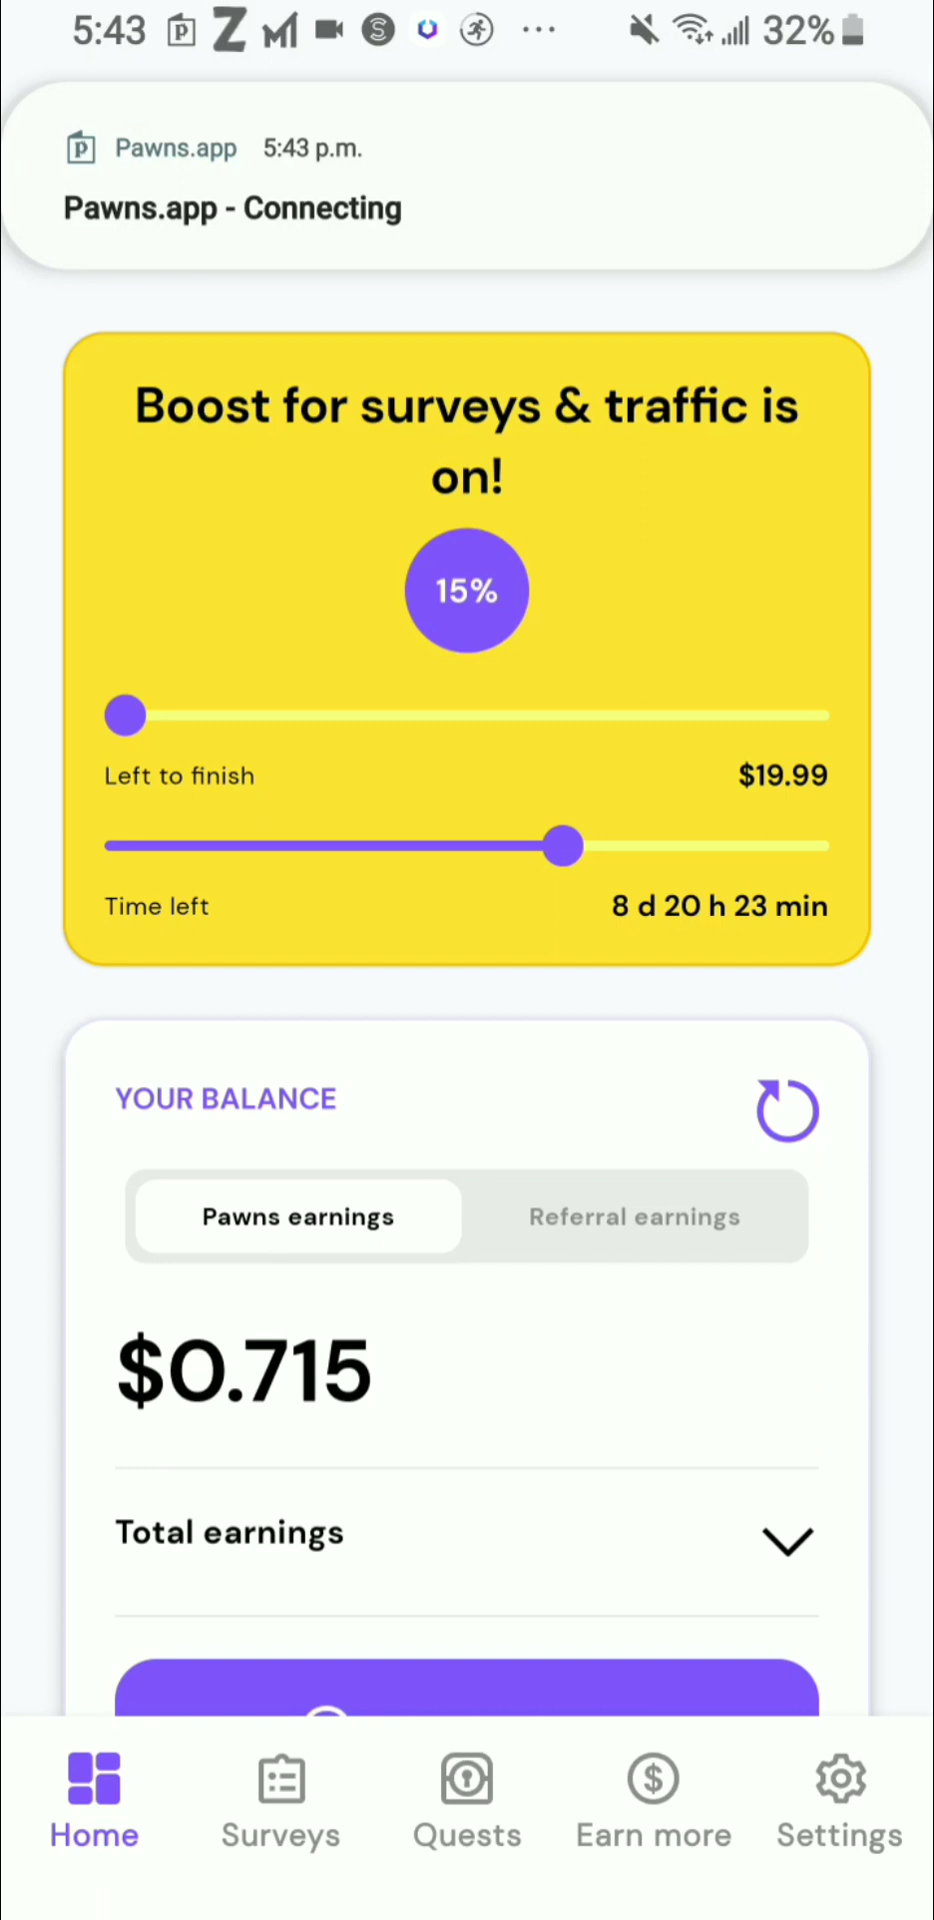 5:43 32%
Pawns.app 5:43 p.m.
Pawns.app - Connecting
Boost for surveys & traffic is
on!
15%
Left to finish $19.99
Time left 8 d 20 h 23 min
YOUR BALANCE
Pawns earnings Referral earnings
$0.715
Total earnings
Home Surveys Quests Earn more Settings